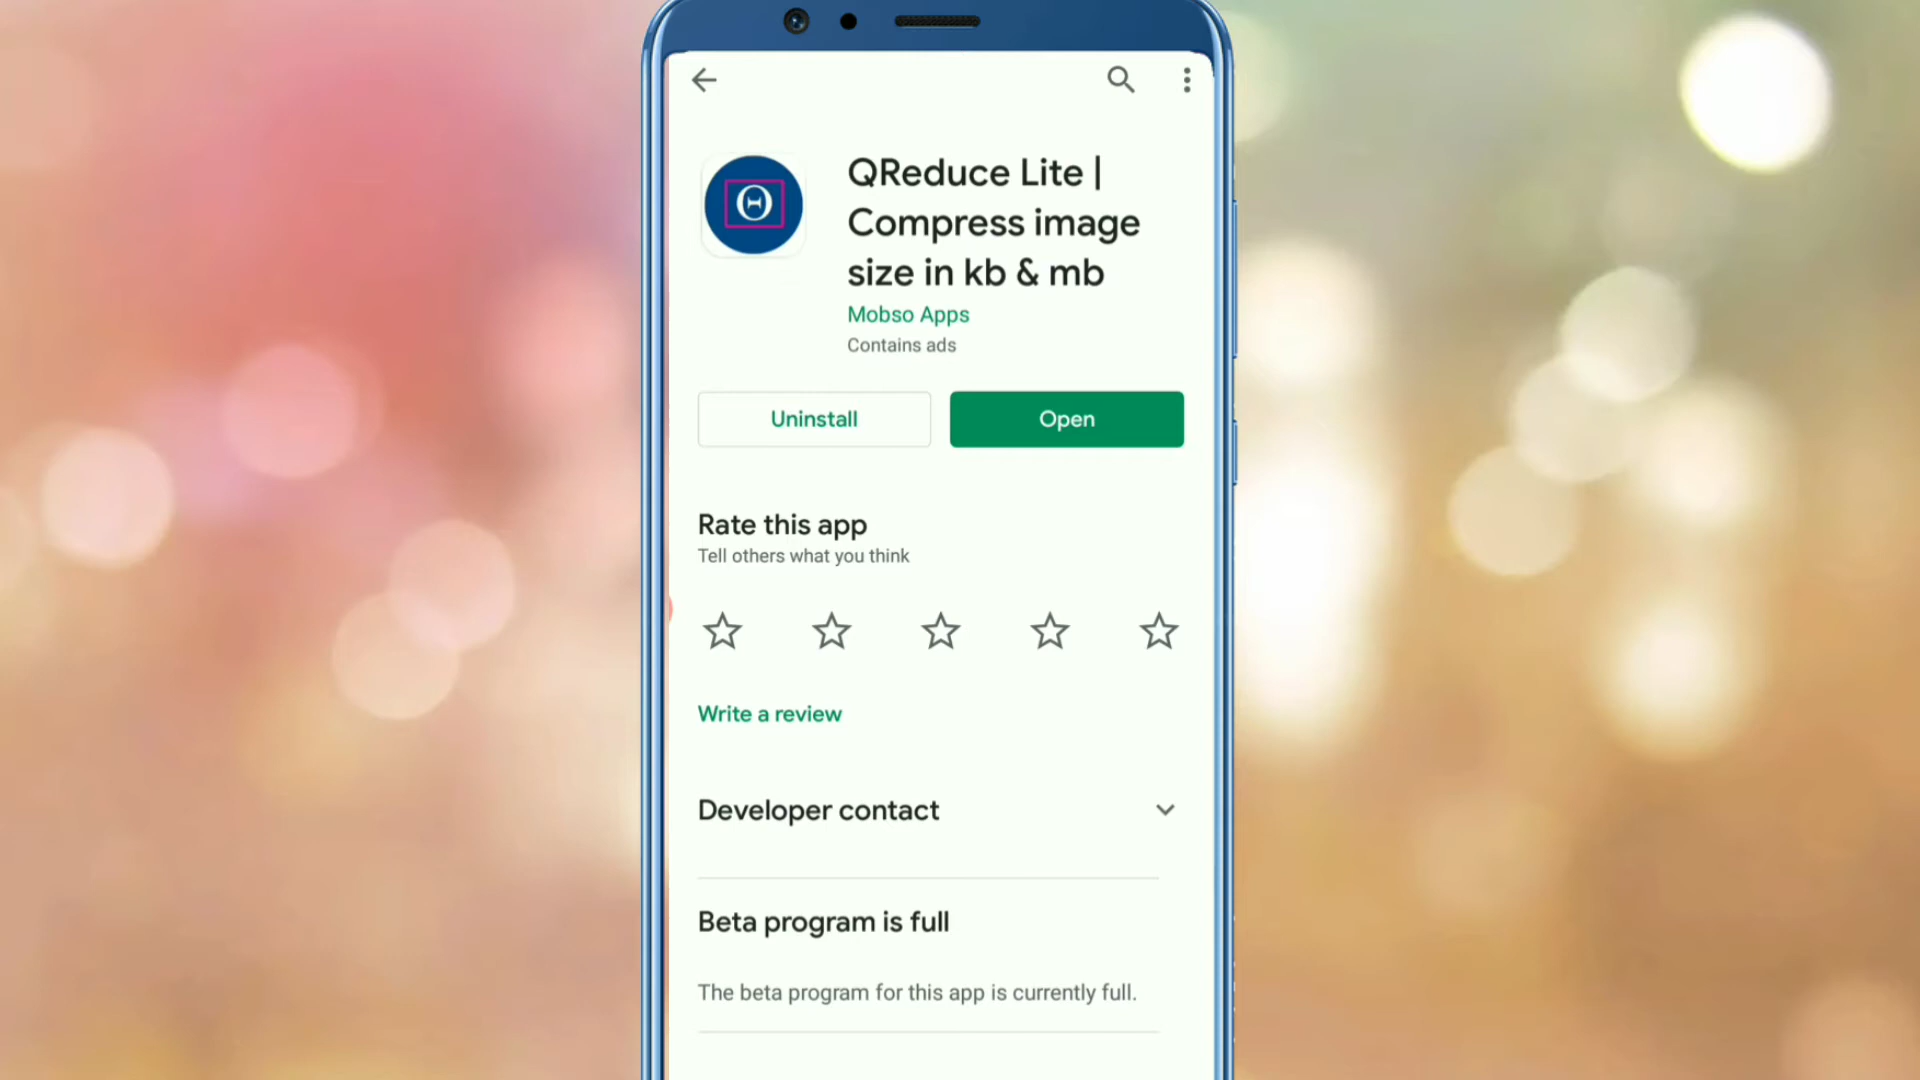 QReduce Lite |
Compress image
size in kb & mb
Mobso Apps
Contains ads
Uninstall
Open
Rate this app
Tell others what you think
Write a review
Developer contact
Beta program is full
The beta program for this app is currently full.